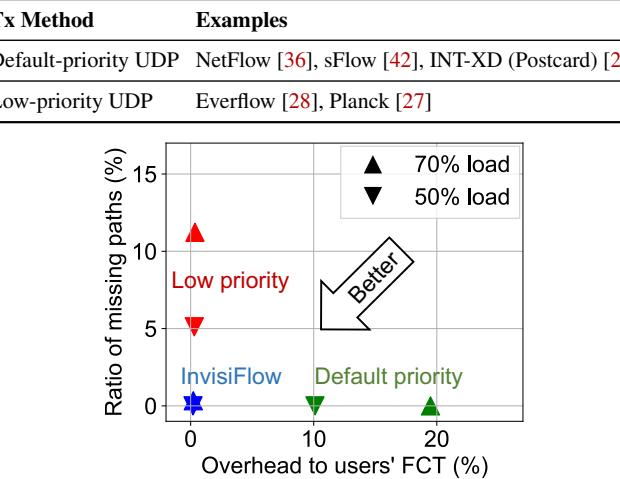 Tx Method Examples
Default-priority UDP NetFlow [36], sFlow [42], INT-XD (Postcard) [2
Low-priority UDP Everflow [28], Planck [27]
70% load
50% load
Ratio of missing paths (%)
15
10
5
0
Low priority
Better
InvisiFlow
Default priority
0 10 20
Overhead to users' FCT (%)